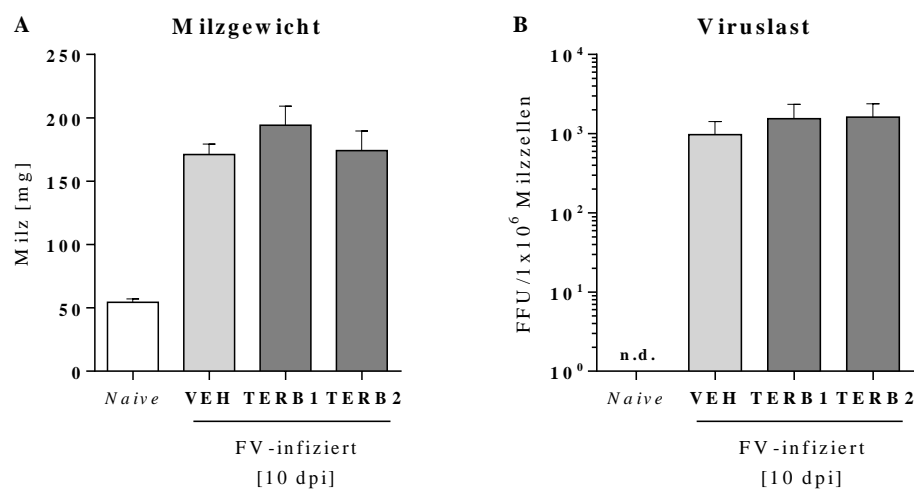 A Milzgewicht
250
200
150
100
50
0
Milz [mg]
Naive VEH TERB1 TERB2
FV-infiziert
[10 dpi]
B Viruslast
10⁴
10³
10²
10¹
10⁰
FFU/1x10⁶ Milzzellen
n.d.
Naive VEH TERB1 TERB2
FV-infiziert
[10 dpi]